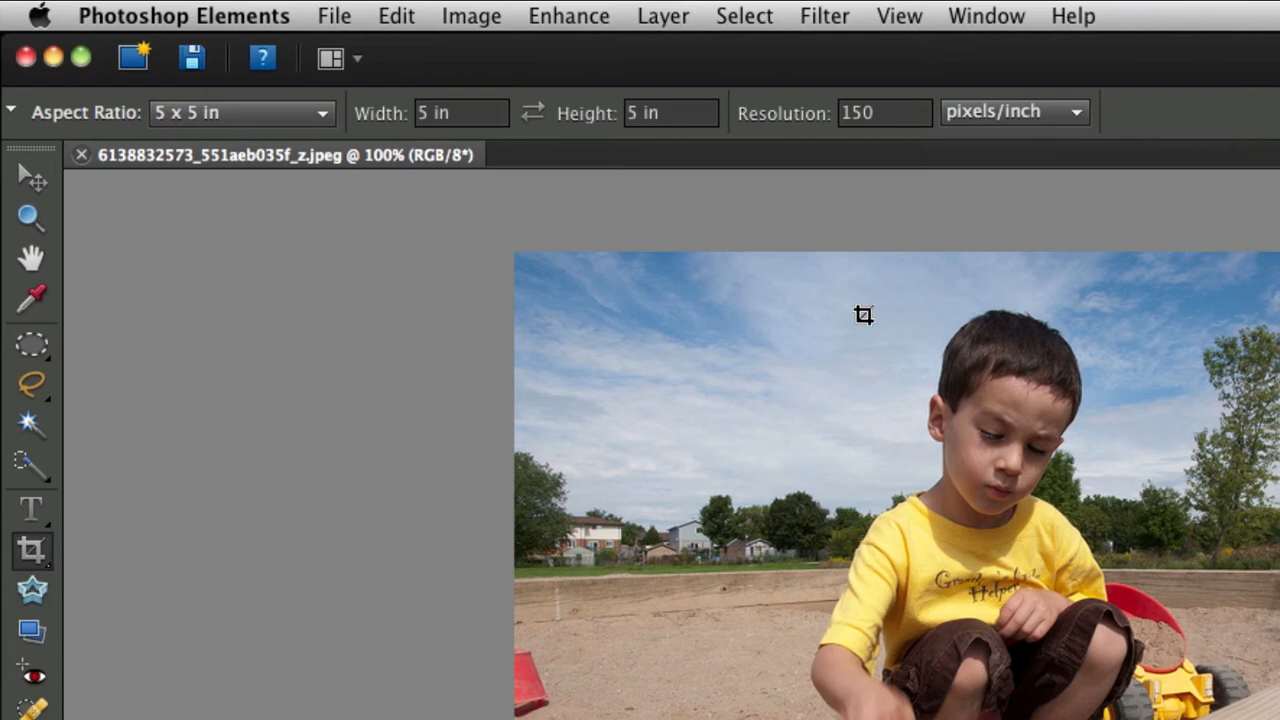 Photoshop Elements File Edit Image Enhance Layer Select Filter View Window Help
?
Aspect Ratio: 5 x 5 in Width: 5 in Height: 5 in Resolution: 150 pixels/inch
6138832573_551aeb035f_z.jpeg @ 100% (RGB/8*)
T
Helper